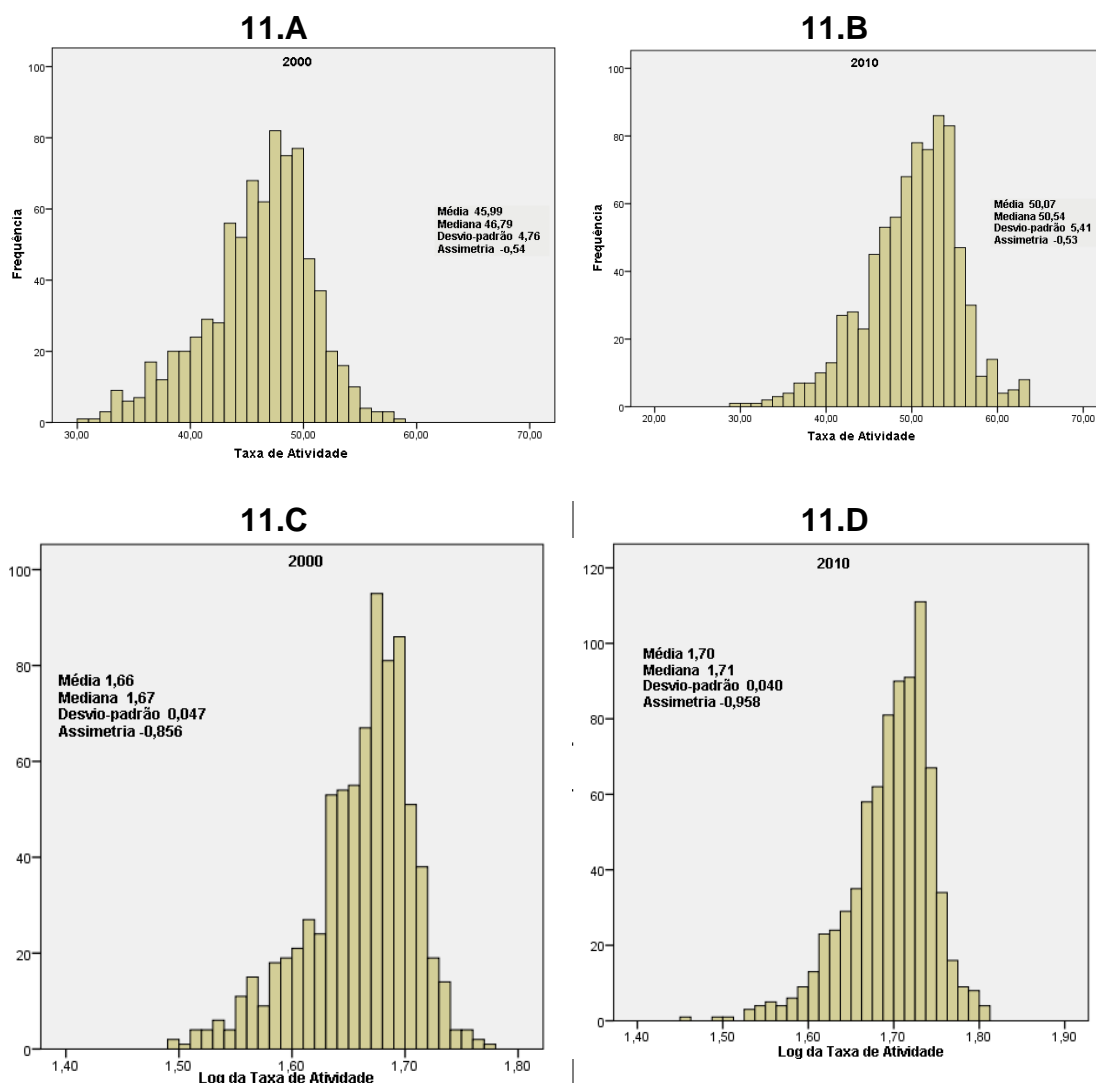 11.A
2000
100
80
60
40
20
0
Frequência
Média 45,99
Mediana 46,79
Desvio-padrão 4,76
Assimetria -o,54
30,00 40,00 50,00 60,00 70,00
Taxa de Atividade
11.B
2010
100
80
60
40
20
0
Frequência
Média 50,07
Mediana 50,54
Desvio-padrão 5,41
Assimetria -0,53
20,00 30,00 40,00 50,00 60,00 70,00
Taxa de Atividade
11.C
2000
100
80
60
40
20
0
Média 1,66
Mediana 1,67
Desvio-padrão 0,047
Assimetria -0,856
1,40 1,50 1,60 1,70 1,80
Log da Taxa de Atividade
11.D
2010
120
100
80
60
40
20
0
Média 1,70
Mediana 1,71
Desvio-padrão 0,040
Assimetria -0,958
1,40 1,50 1,60 1,70 1,80 1,90
Log da Taxa de Atividade